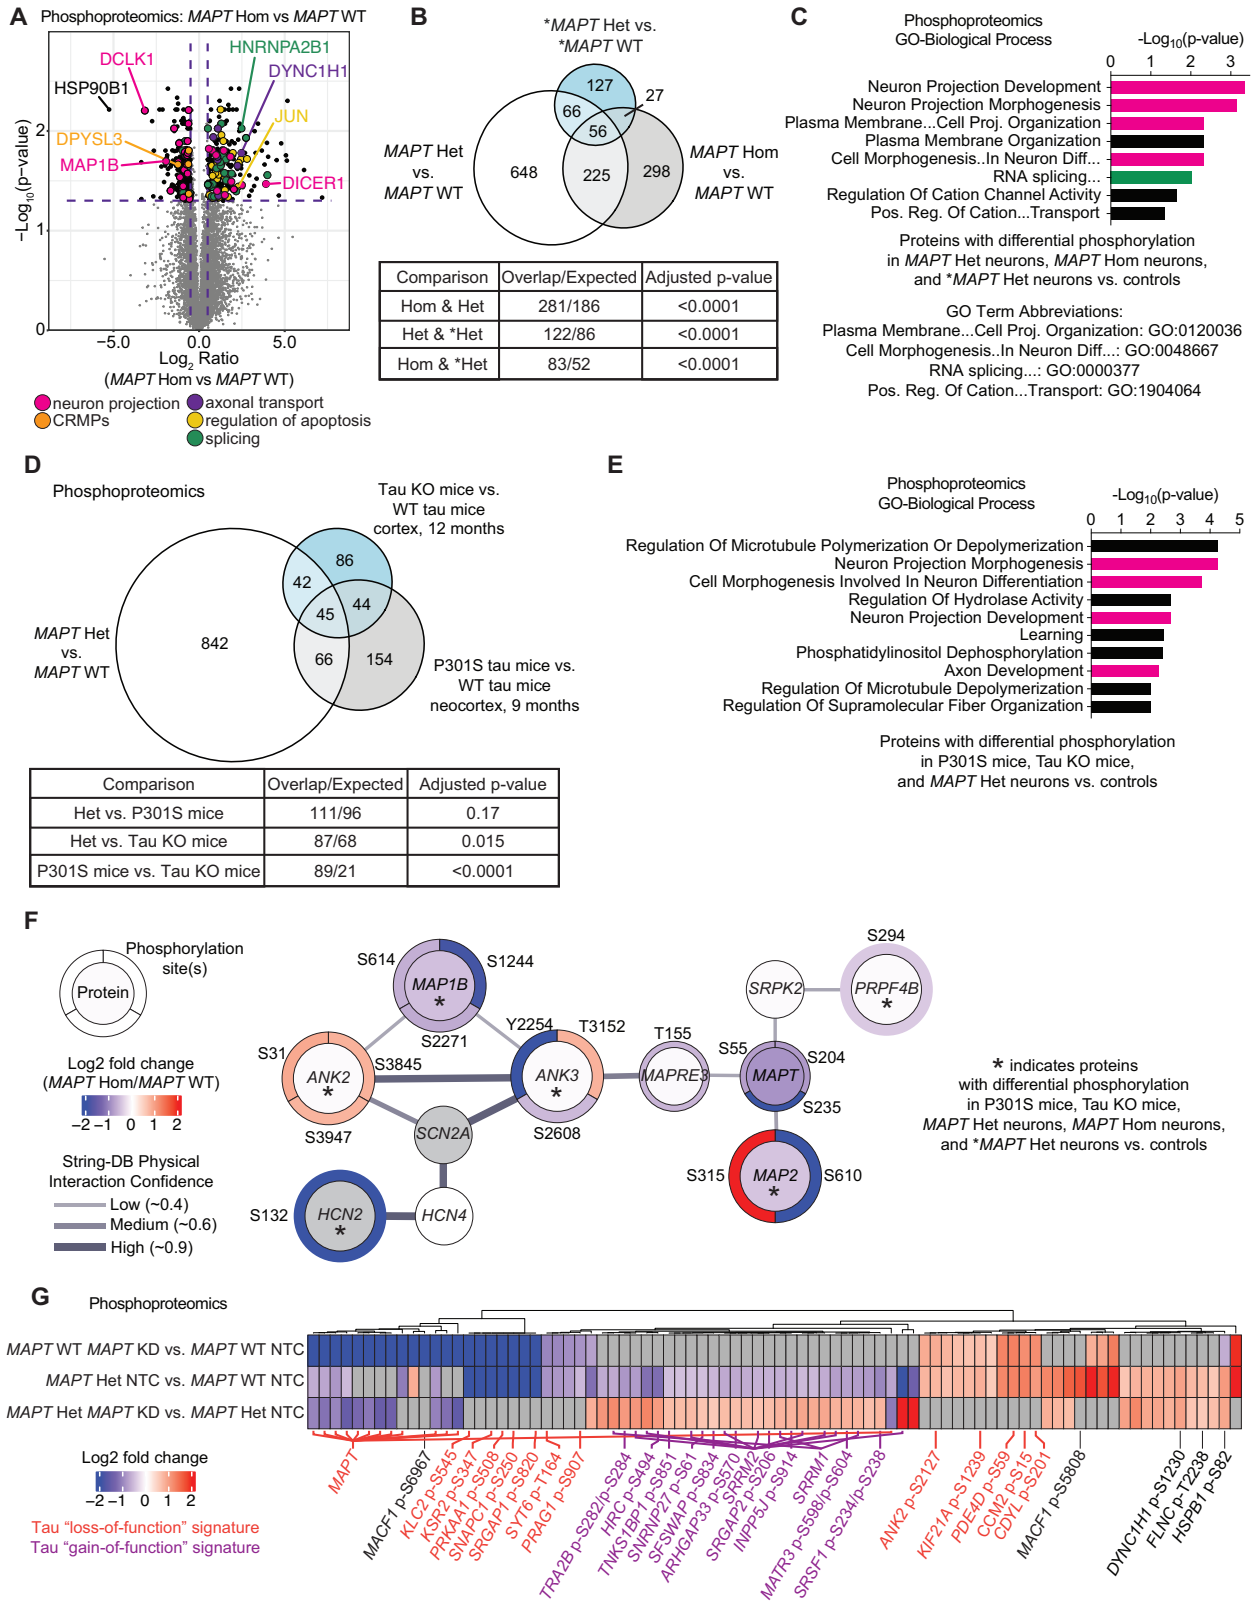 A
Phosphoproteomics: MAPT Hom vs MAPT WT
HNRNPA2B1
DCLK1
DYNC1H1
HSP90B1
JUN
DPYSL3
MAP1B
DICER1
−Log10(p−value)
2
1
0
−5.0
0.0
5.0
Log2 Ratio
(MAPT Hom vs MAPT WT)
neuron projection
CRMPs
axonal transport
regulation of apoptosis
splicing
B
*MAPT Het vs.
*MAPT WT
127
27
66
56
MAPT Het
vs.
MAPT WT
648
225
298
MAPT Hom
vs.
MAPT WT
Comparison Overlap/Expected Adjusted p-value
Hom & Het 281/186 <0.0001
Het & *Het 122/86 <0.0001
Hom & *Het 83/52 <0.0001
C
Phosphoproteomics
GO-Biological Process
-Log10(p-value)
0 1 2 3
Neuron Projection Development
Neuron Projection Morphogenesis
Plasma Membrane...Cell Proj. Organization
Plasma Membrane Organization
Cell Morphogenesis..In Neuron Diff...
RNA splicing...
Regulation Of Cation Channel Activity
Pos. Reg. Of Cation...Transport
Proteins with differential phosphorylation
in MAPT Het neurons, MAPT Hom neurons,
and *MAPT Het neurons vs. controls
GO Term Abbreviations:
Plasma Membrane...Cell Proj. Organization: GO:0120036
Cell Morphogenesis..In Neuron Diff...: GO:0048667
RNA splicing...: GO:0000377
Pos. Reg. Of Cation...Transport: GO:1904064
D
Phosphoproteomics
Tau KO mice vs.
WT tau mice
cortex, 12 months
86
42
44
45
842
66
154
MAPT Het
vs.
MAPT WT
P301S tau mice vs.
WT tau mice
neocortex, 9 months
Comparison Overlap/Expected Adjusted p-value
Het vs. P301S mice 111/96 0.17
Het vs. Tau KO mice 87/68 0.015
P301S mice vs. Tau KO mice 89/21 <0.0001
E
Phosphoproteomics
GO-Biological Process
-Log10(p-value)
0 1 2 3 4 5
Regulation Of Microtubule Polymerization Or Depolymerization
Neuron Projection Morphogenesis
Cell Morphogenesis Involved In Neuron Differentiation
Regulation Of Hydrolase Activity
Neuron Projection Development
Learning
Phosphatidylinositol Dephosphorylation
Axon Development
Regulation Of Microtubule Depolymerization
Regulation Of Supramolecular Fiber Organization
Proteins with differential phosphorylation
in P301S mice, Tau KO mice,
and MAPT Het neurons vs. controls
F
Phosphorylation
site(s)
Protein
Log2 fold change
(MAPT Hom/MAPT WT)
−2 −1 0 1 2
String-DB Physical
Interaction Confidence
Low (~0.4)
Medium (~0.6)
High (~0.9)
S614
S1244
MAP1B
*
S2271
S31
S3845
ANK2
*
S3947
Y2254
T3152
ANK3
*
S2608
SCN2A
S132
HCN2
*
HCN4
T155
MAPRE3
S55
S204
MAPT
S235
S315
MAP2
*
S610
SRPK2
S294
PRPF4B
*
* indicates proteins
with differential phosphorylation
in P301S mice, Tau KO mice,
MAPT Het neurons, MAPT Hom neurons,
and *MAPT Het neurons vs. controls
G
Phosphoproteomics
MAPT WT MAPT KD vs. MAPT WT NTC
MAPT Het NTC vs. MAPT WT NTC
MAPT Het MAPT KD vs. MAPT Het NTC
Log2 fold change
−2 −1 0 1 2
Tau “loss-of-function” signature
Tau “gain-of-function” signature
MAPT
MACF1 p-S6967
KLC2 p-S545
KSR2 p-S347
PRKAA1 p-S508
SNAPC1 p-S250
SRGAP1 p-S820
SYT6 p-T164
PRAG1 p-S907
TRA2B p-S282/p-S284
HRC p-S494
TNKS1BP1 p-S851
SNRNP27 p-S61
SFSWAP p-S834
ARHGAP33 p-S570
SRRM2
SRGAP2 p-S206
INPP5J p-S914
SRRM1
MATR3 p-S598/p-S604
SRSF1 p-S234/p-S238
ANK2 p-S2127
KIF21A p-S1239
PDE4D p-S59
CCM2 p-S15
CDYL p-S201
MACF1 p-S5808
DYNC1H1 p-S1230
FLNC p-T2238
HSPB1 p-S82